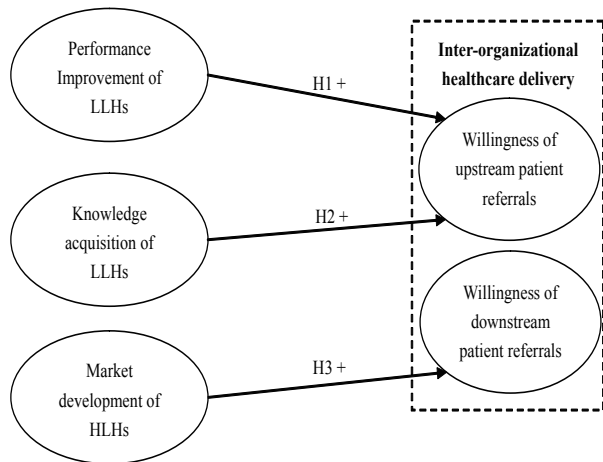 Performance
Improvement of
LLHs
H1 +
Inter-organizational
healthcare delivery
Willingness of
upstream patient
referrals
Knowledge
acquisition of
LLHs
H2 +
Willingness of
downstream
patient referrals
Market
development of
HLHs
H3 +